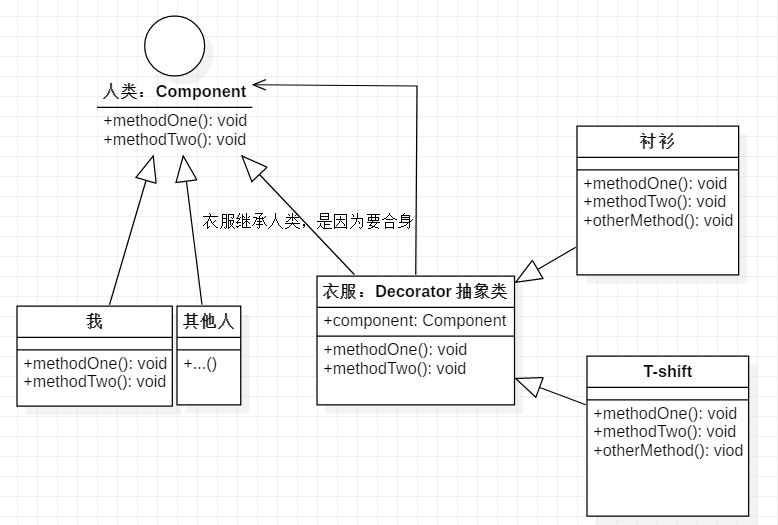 人类：Component
+methodOne(): void
+methodTwo(): void
衬衫
+methodOne(): void
+methodTwo(): void
+otherMethod(): void
衣服继承人类，是因为要合身
衣服：Decorator 抽象类
+component: Component
+methodOne(): void
+methodTwo(): void
我
+methodOne(): void
+methodTwo(): void
其他人
+...()
T-shift
+methodOne(): void
+methodTwo(): void
+otherMethod(): viod